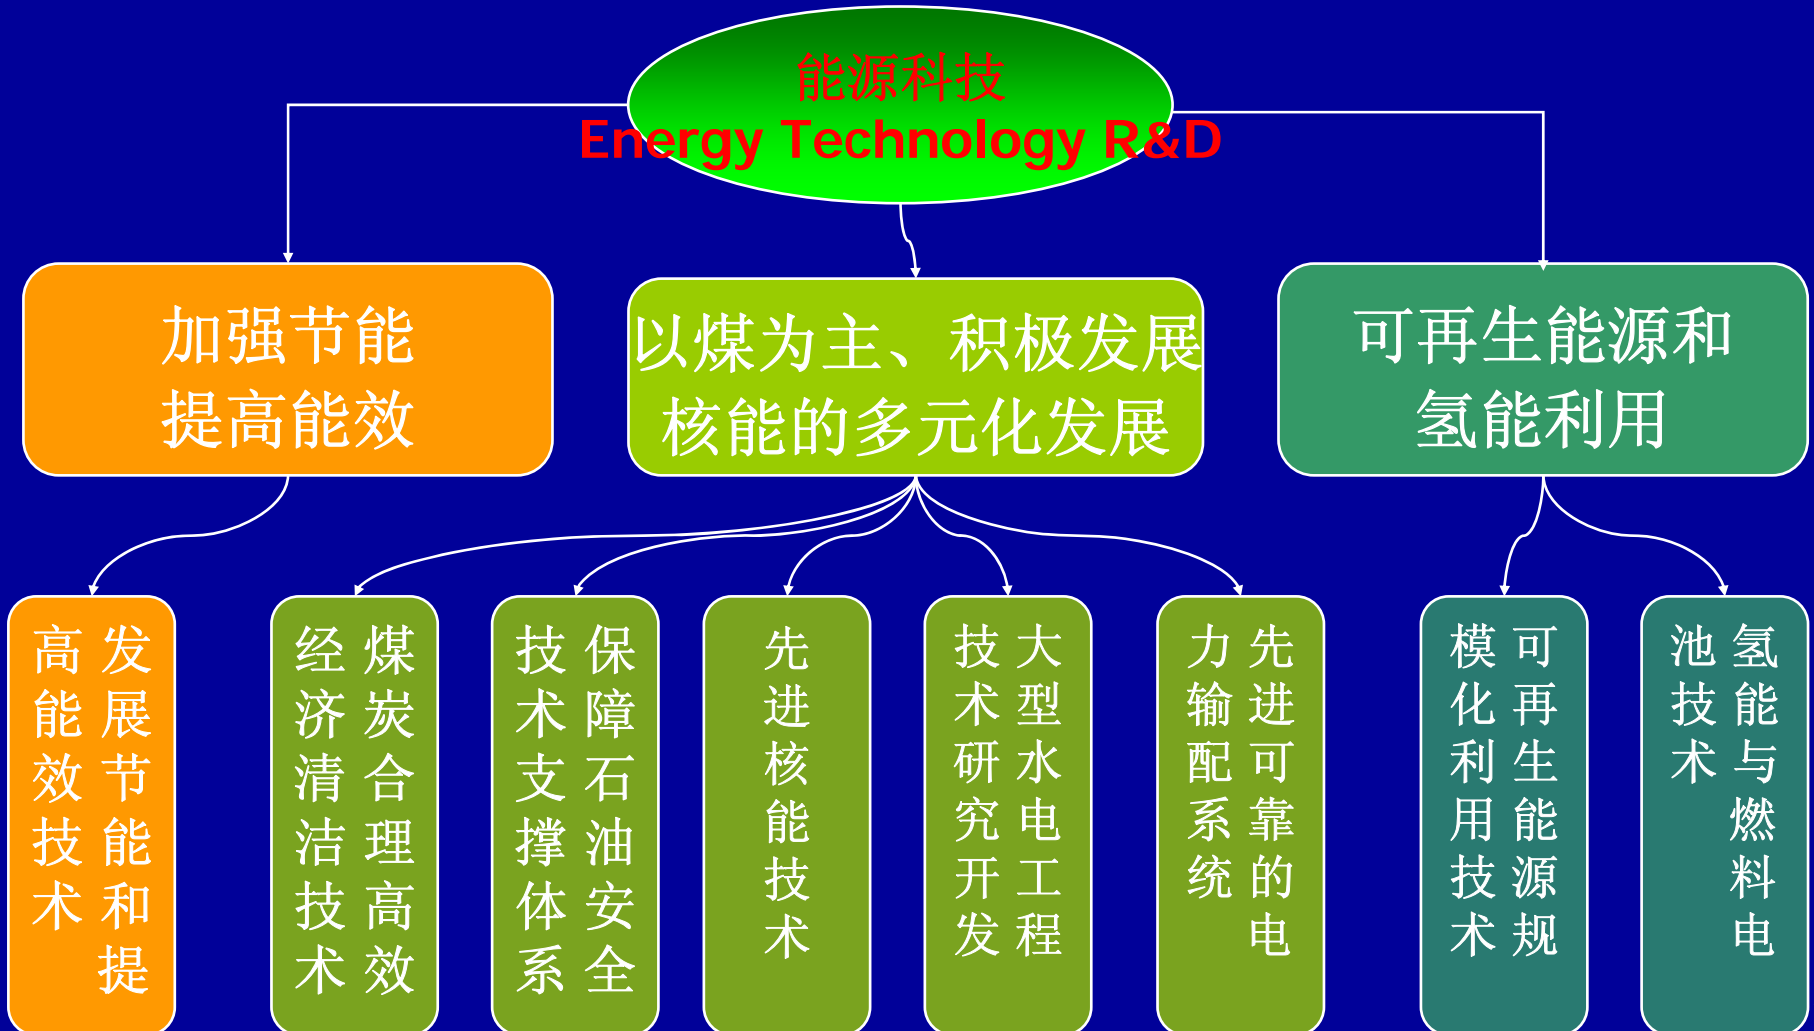 能源科技
Energy Technology R&D
加强节能
提高能效
以煤为主、积极发展
核能的多元化发展
可再生能源和
氢能利用
发展节能和提
高能效技术
煤炭合理高效
经济清洁技术
保障石油安全
技术支撑体系
先进核能技术
大型水电工程
技术研究开发
先进可靠的电
力输配系统
可再生能源规
模化利用技术
氢能与燃料电
池技术